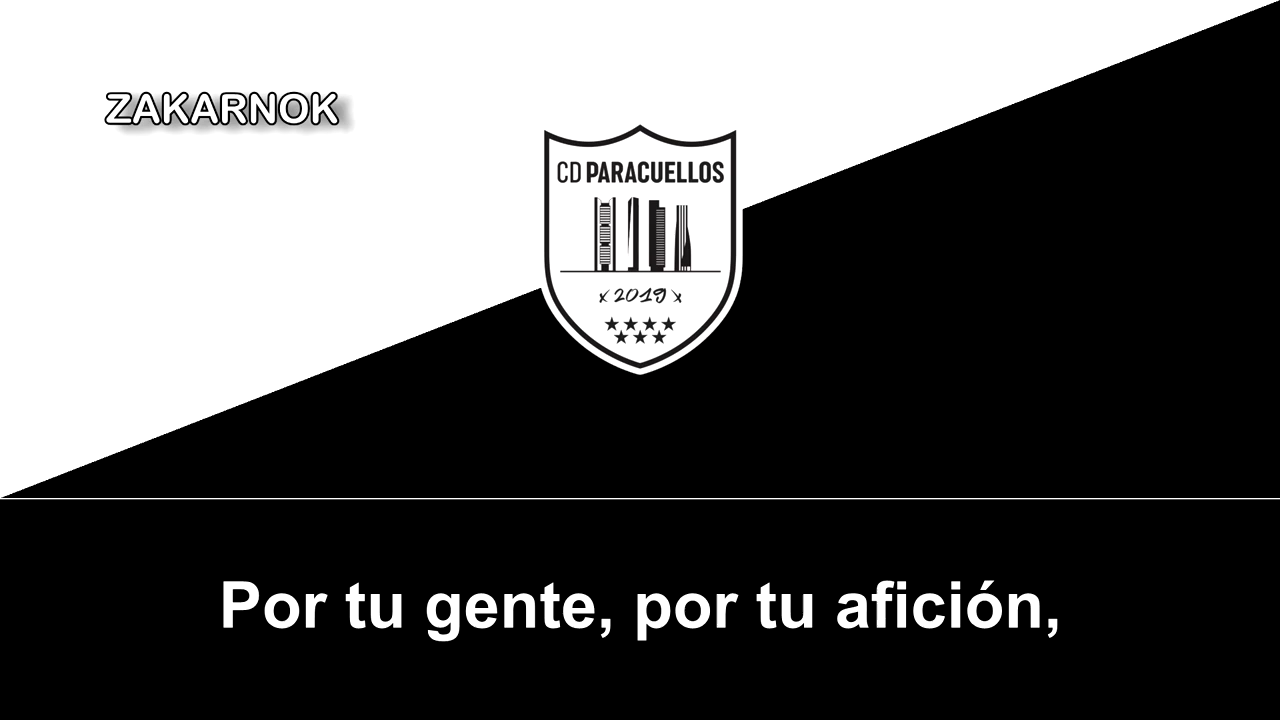 ZAKARNOK
CD PARACUELLOS
2019
Por tu gente, por tu afición,